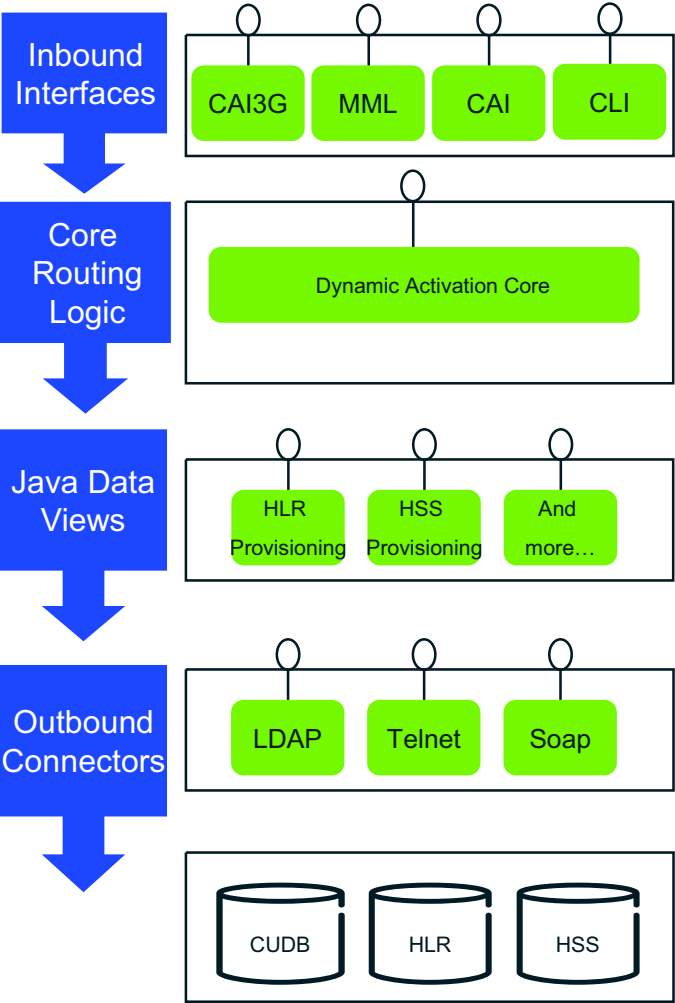 Inbound
Interfaces
CAI3G
MML
CAI
CLI
Core
Routing
Logic
Dynamic Activation Core
Java Data
Views
HLR
Provisioning
HSS
Provisioning
And
more…
Outbound
Connectors
LDAP
Telnet
Soap
CUDB
HLR
HSS